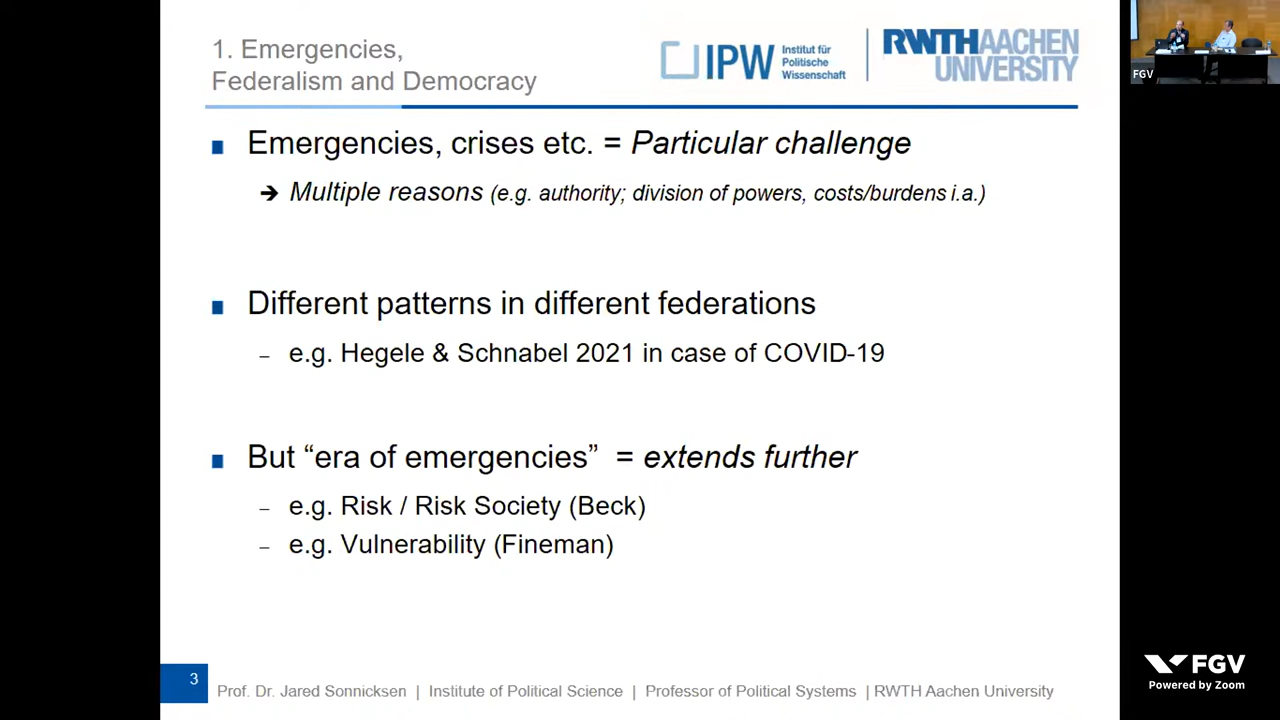 1. Emergencies,
Federalism and Democracy
IPW
Institut für
Politische
Wissenschaft
RWTHAACHEN
UNIVERSITY
FGV
■ Emergencies, crises etc. = Particular challenge
➔ Multiple reasons (e.g. authority; division of powers, costs/burdens i.a.)
■ Different patterns in different federations
– e.g. Hegele & Schnabel 2021 in case of COVID-19
■ But “era of emergencies” = extends further
– e.g. Risk / Risk Society (Beck)
– e.g. Vulnerability (Fineman)
3
Prof. Dr. Jared Sonnicksen | Institute of Political Science | Professor of Political Systems | RWTH Aachen University
FGV
Powered by Zoom